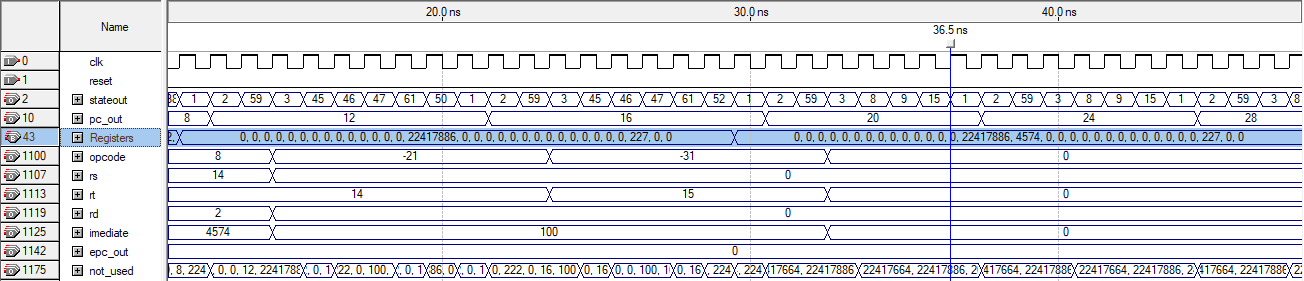 Name
20.0 ns 30.0 ns 40.0 ns
36.5 ns
0 clk
1 reset
2 stateout 1 2 59 3 45 46 47 61 50 1 2 59 3 45 46 47 61 52 1 2 59 3 8 9 15 1 2 59 3 8 9 15 1 2 59 3 8
10 pc_out 8 12 16 20 24 28
43 Registers 0, 0, 0, 0, 0, 0, 0, 0, 0, 0, 0, 0, 0, 0, 22417886, 0, 0, 0, 0, 0, 0, 0, 0, 0, 0, 0, 0, 0, 0, 227, 0, 0 0, 0, 0, 0, 0, 0, 0, 0, 0, 0, 0, 0, 0, 0, 22417886, 4574, 0, 0, 0, 0, 0, 0, 0, 0, 0, 0, 0, 0, 0, 228, 0, 0
1100 opcode 8 -21 -31 0
1107 rs 14 0
1113 rt 14 15 0
1119 rd 2 0
1125 imediate 4574 100 0
1142 epc_out 0
1175 not_used , 8, 224 , 0, 0, 12, 2241788 , 0, 0, 1 22, 0, 100, , 0, 1 86, 0 , 0, 1 0, 222, 0, 16, 100 0, 16 0, 0, 100, 1 0, 16 , 224 , 224 17664, 22417886 22417664, 22417886, 2 417664, 22417886 22417664, 22417886, 2 417664, 22417886 22